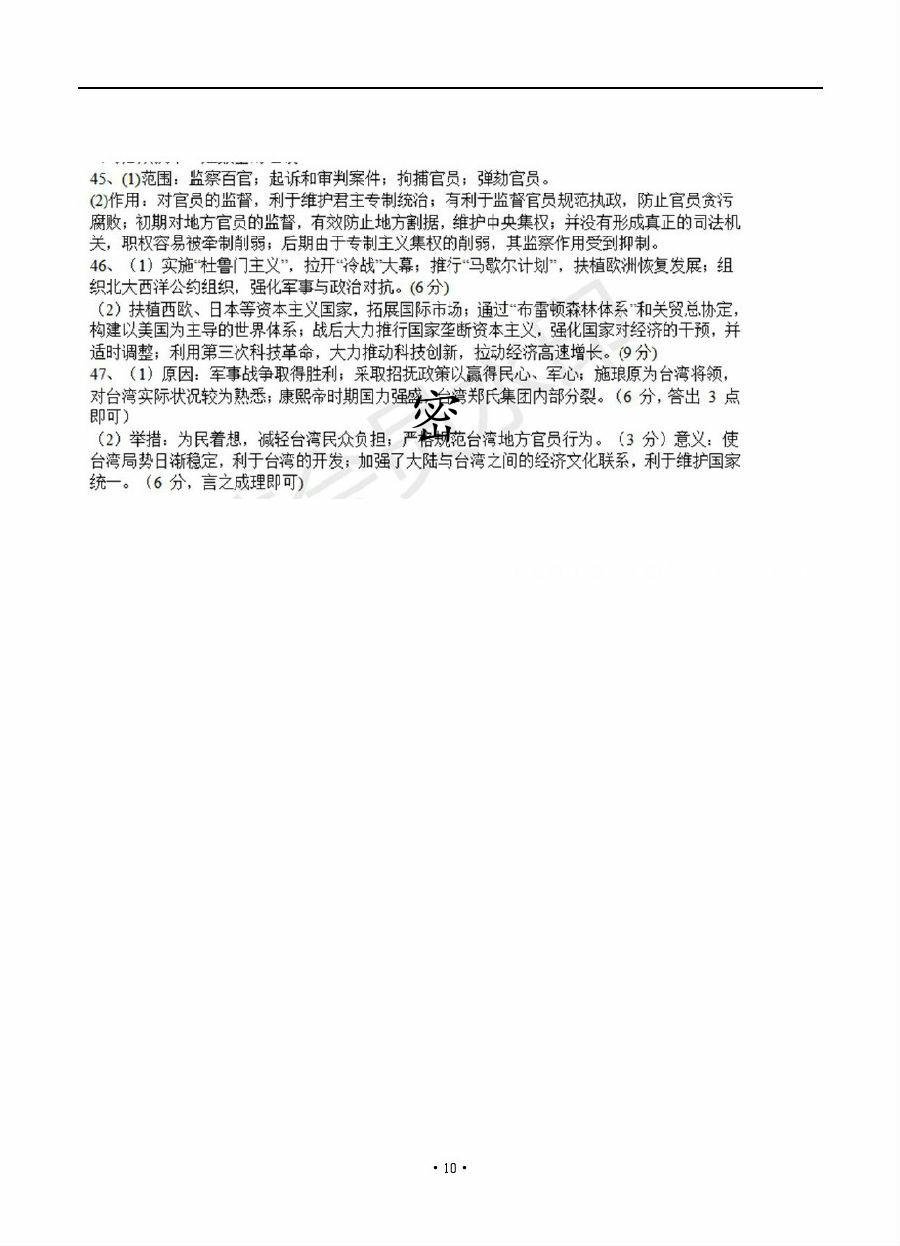 45、(1)范围：监察百官；起诉和审判案件；拘捕官员；弹劾官员。
(2)作用：对官员的监督，利于维护君主专制统治；有利于监督官员规范执政，防止官员贪污
腐败；初期对地方官员的监督，有效防止地方割据，维护中央集权；并没有形成真正的司法机
关，职权容易被牵制削弱；后期由于专制主义集权的削弱，其监察作用受到抑制。
46、（1）实施“杜鲁门主义”，拉开“冷战”大幕；推行“马歇尔计划”，扶植欧洲恢复发展；组
织北大西洋公约组织，强化军事与政治对抗。(6分)
（2）扶植西欧、日本等资本主义国家，拓展国际市场；通过“布雷顿森林体系”和关贸总协定，
构建以美国为主导的世界体系；战后大力推行国家垄断资本主义，强化国家对经济的干预，并
适时调整；利用第三次科技革命，大力推动科技创新，拉动经济高速增长。(9分)
47、（1）原因：军事战争取得胜利；采取招抚政策以赢得民心、军心；施琅原为台湾将领，
对台湾实际状况较为熟悉；康熙帝时期国力强盛，台湾郑氏集团内部分裂。（6 分，答出 3 点
即可）
密
（2）举措：为民着想，减轻台湾民众负担；严格规范台湾地方官员行为。（3 分）意义：使
台湾局势日渐稳定，利于台湾的开发；加强了大陆与台湾之间的经济文化联系，利于维护国家
统一。（6 分，言之成理即可)
· 10 ·